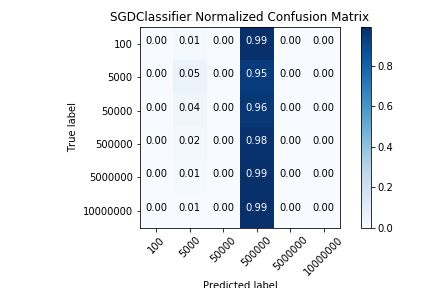 SGDClassifier Normalized Confusion Matrix
True label
100 0.00 0.01 0.00 0.99 0.00 0.00
5000 0.00 0.05 0.00 0.95 0.00 0.00
50000 0.00 0.04 0.00 0.96 0.00 0.00
500000 0.00 0.02 0.00 0.98 0.00 0.00
5000000 0.00 0.01 0.00 0.99 0.00 0.00
10000000 0.00 0.01 0.00 0.99 0.00 0.00
100 5000 50000 500000 5000000 10000000
Predicted label
0.8
0.6
0.4
0.2
0.0